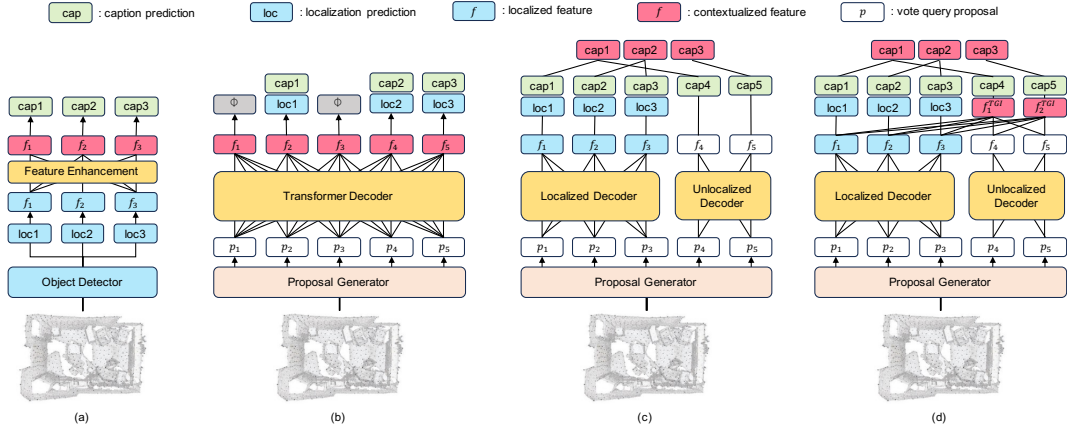 cap : caption prediction loc : localization prediction f : localized feature f : contextualized feature p : vote query proposal
cap1 cap2 cap3
f₁ f₂ f₃
Feature Enhancement
f₁ f₂ f₃
loc1 loc2 loc3
Object Detector
(a)
cap1 cap2 cap3
Φ loc1 Φ loc2 loc3
f₁ f₂ f₃ f₄ f₅
Transformer Decoder
p₁ p₂ p₃ p₄ p₅
Proposal Generator
(b)
cap1 cap2 cap3
cap1 cap2 cap3 cap4 cap5
loc1 loc2 loc3
f₁ f₂ f₃ f₄ f₅
Localized Decoder
Unlocalized
Decoder
p₁ p₂ p₃ p₄ p₅
Proposal Generator
(c)
cap1 cap2 cap3
cap1 cap2 cap3 cap4 cap5
loc1 loc2 loc3 f₁ᵀᴳᴵ f₂ᵀᴳᴵ
f₁ f₂ f₃ f₄ f₅
Localized Decoder
Unlocalized
Decoder
p₁ p₂ p₃ p₄ p₅
Proposal Generator
(d)